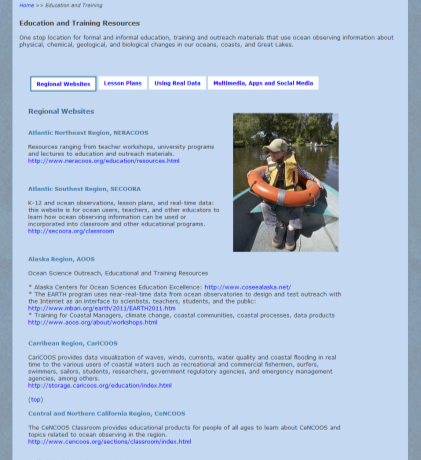 Home >> Education and Training
Education and Training Resources
One stop location for formal and informal education, training and outreach materials that use ocean observing information about
physical, chemical, geological, and biological changes in our oceans, coasts, and Great Lakes.
Regional Websites
Lesson Plans
Using Real Data
Multimedia, Apps and Social Media
Regional Websites
Atlantic Northeast Region, NERACOOS
Resources ranging from teacher workshops, university programs
and lectures to education and outreach materials.
http://www.neracoos.org/education/resources.html
Atlantic Southest Region, SECOORA
K-12 and ocean observations, lesson plans, and real-time data:
this website is for ocean users, teachers, and other educators to
learn how ocean observing information can be used or
incorporated into classroom and other educational programs.
http://secoora.org/classroom
Alaska Region, AOOS
Ocean Science Outreach, Educational and Training Resources
* Alaska Centers for Ocean Sciences Education Excellence: http://www.coseealaska.net/
* The EARTH program uses near-real-time data from ocean observatories to design and test outreach with
the Internet as an interface to scientists, teachers, students, and the public:
http://www.mbari.org/earth/2011/EARTH2011.htm
* Training for Coastal Managers, climate change, coastal communities, coastal processes, data products
http://www.aoos.org/about/workshops.html
Carribean Region, CariCOOS
CariCOOS provides data visualization of waves, winds, currents, water quality and coastal flooding in real
time to the various users of coastal waters such as recreational and commercial fishermen, surfers,
swimmers, sailors, students, researchers, government regulatory agencies, and emergency management
agencies, among others.
http://storage.caricoos.org/education/index.html
(top)
Central and Northern California Region, CeNCOOS
The CeNCOOS Classroom provides educational products for people of all ages to learn about CeNCOOS and
topics related to ocean observing in the region.
http://www.cencoos.org/sections/classroom/index.html